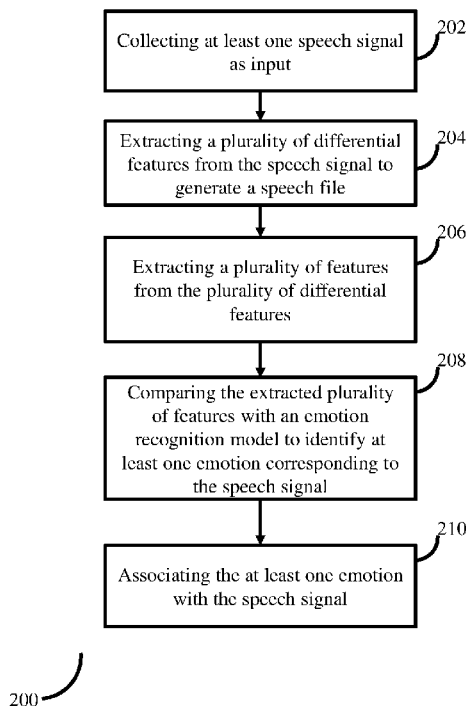 Collecting at least one speech signal
as input
202
Extracting a plurality of differential
features from the speech signal to
generate a speech file
204
Extracting a plurality of features
from the plurality of differential
features
206
Comparing the extracted plurality
of features with an emotion
recognition model to identify at
least one emotion corresponding to
the speech signal
208
Associating the at least one emotion
with the speech signal
210
200